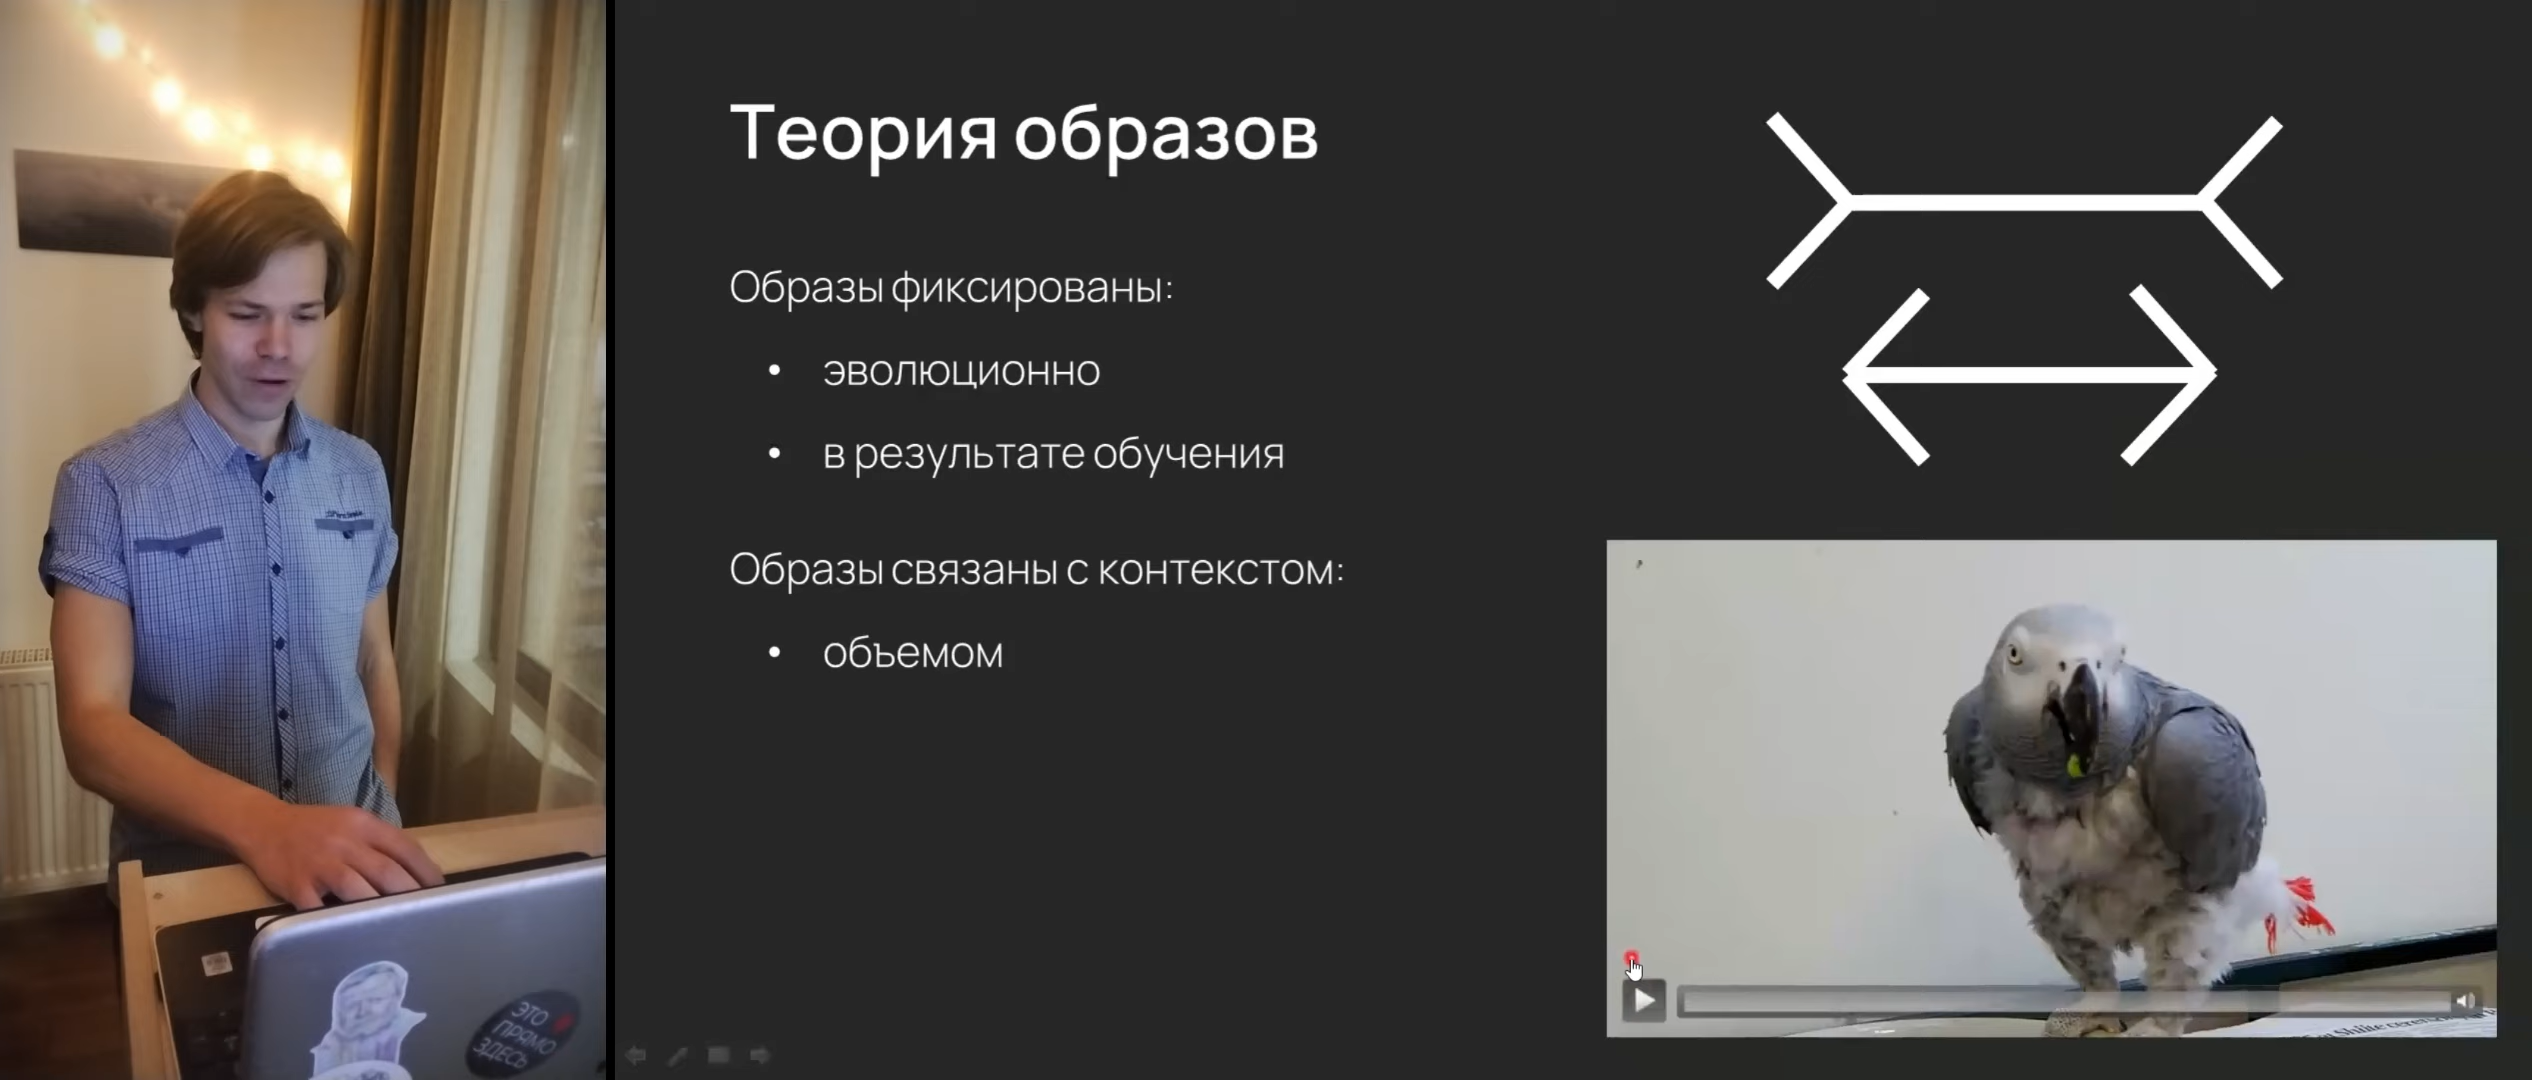 Теория образов
Образы фиксированы:
• эволюционно
• в результате обучения
Образы связаны с контекстом:
• объемом
ЭТО
ПРЯМО
ЗДЕСЬ